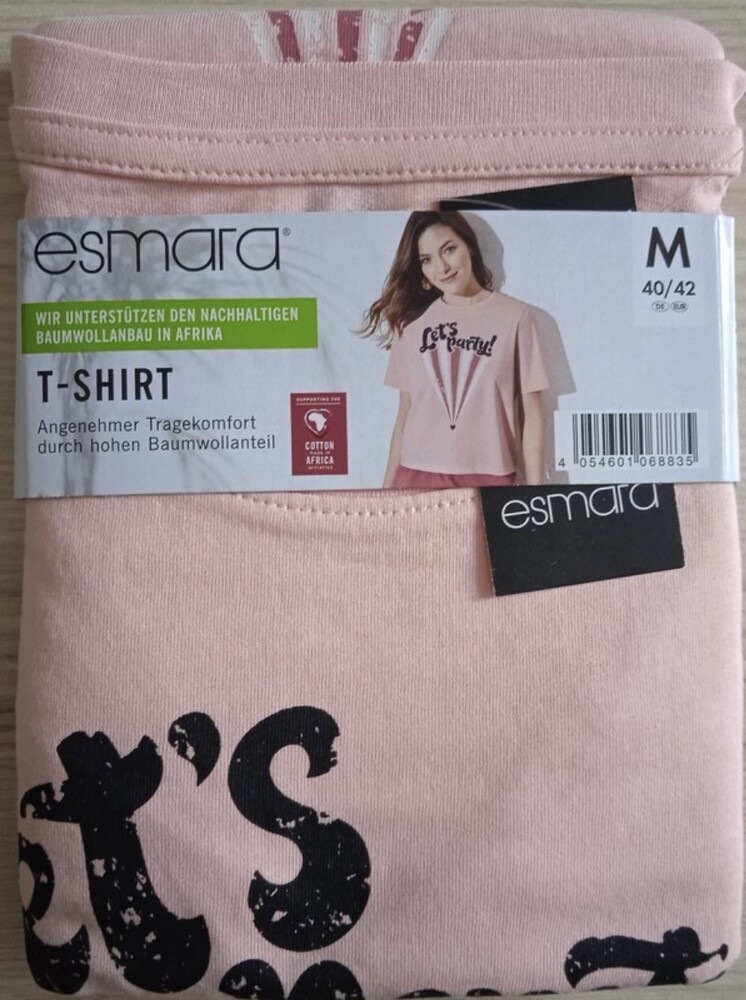 esmara®
WIR UNTERSTÜTZEN DEN NACHHALTIGEN
BAUMWOLLANBAU IN AFRIKA
T-SHIRT
Angenehmer Tragekomfort
durch hohen Baumwollanteil
SUPPORTING THE
COTTON
MADE IN
AFRICA
INITIATIVE
Let's
party!
M
40/42
DE EUR
4 054601 068835
esmara
et's